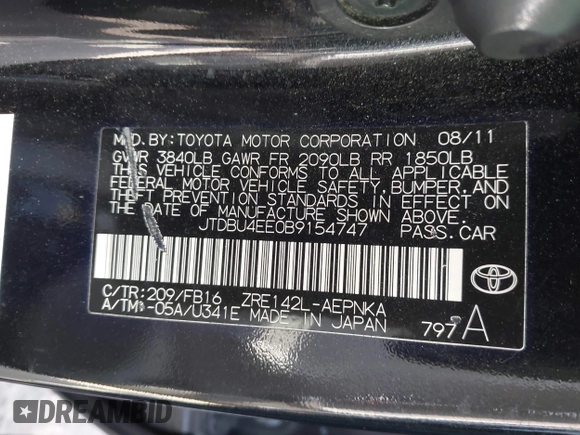 MFD. BY: TOYOTA MOTOR CORPORATION 08/11
GVWR 3840LB GAWR FR 2090LB RR 1850LB
THIS VEHICLE CONFORMS TO ALL APPLICABLE
FEDERAL MOTOR VEHICLE SAFETY, BUMPER, AND
THEFT PREVENTION STANDARDS IN EFFECT ON
THE DATE OF MANUFACTURE SHOWN ABOVE.
JTDBU4EE0B9154747 PASS. CAR
C/TR: 209/FB16 ZRE142L-AEPNKA
A/TM: -05A/U341E MADE IN JAPAN 797 A
TOYOTA
DREAMBID